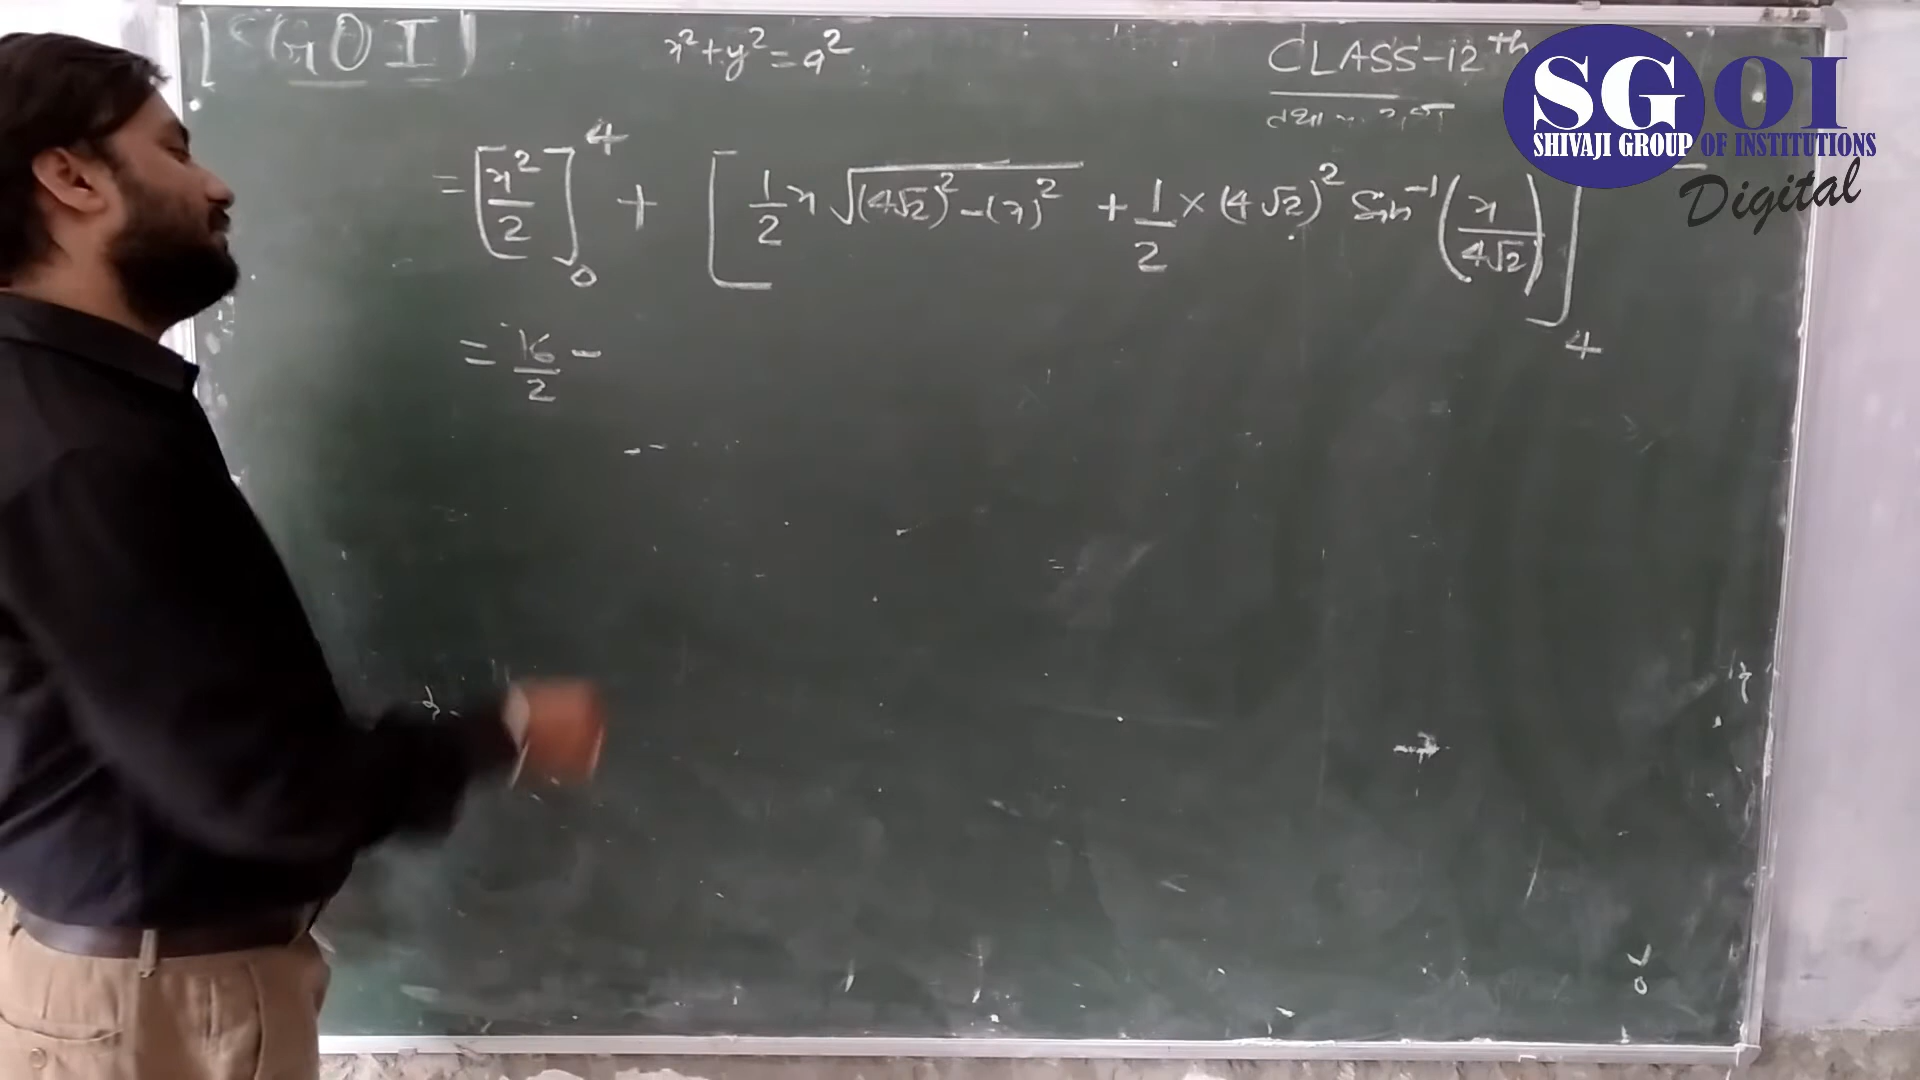 x²+y²=a²
CLASS-12th
SGOI
SHIVAJI GROUP OF INSTITUTIONS
Digital
= [x²/2]₀⁴ + [1/2 x √((4√2)²-(x)²) + 1/2 × (4√2)² Sin⁻¹(x/4√2)]₄
= 16/2 -